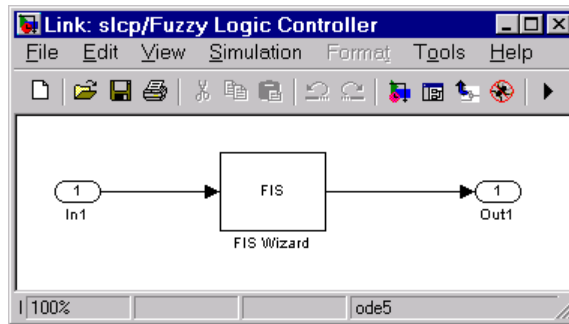 Link: slcp/Fuzzy Logic Controller
File Edit View Simulation Format Tools Help
1 FIS 1
In1 Out1
FIS Wizard
100% ode5